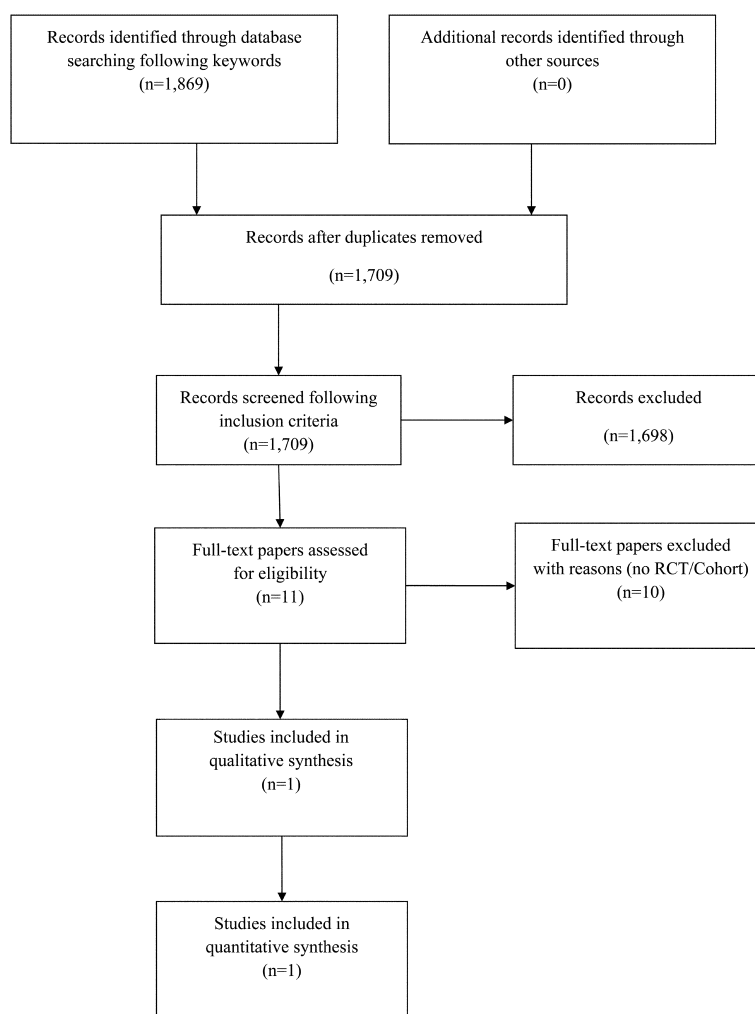 Records identified through database
searching following keywords
(n=1,869)
Additional records identified through
other sources
(n=0)
Records after duplicates removed
(n=1,709)
Records screened following
inclusion criteria
(n=1,709)
Records excluded
(n=1,698)
Full-text papers assessed
for eligibility
(n=11)
Full-text papers excluded
with reasons (no RCT/Cohort)
(n=10)
Studies included in
qualitative synthesis
(n=1)
Studies included in
quantitative synthesis
(n=1)